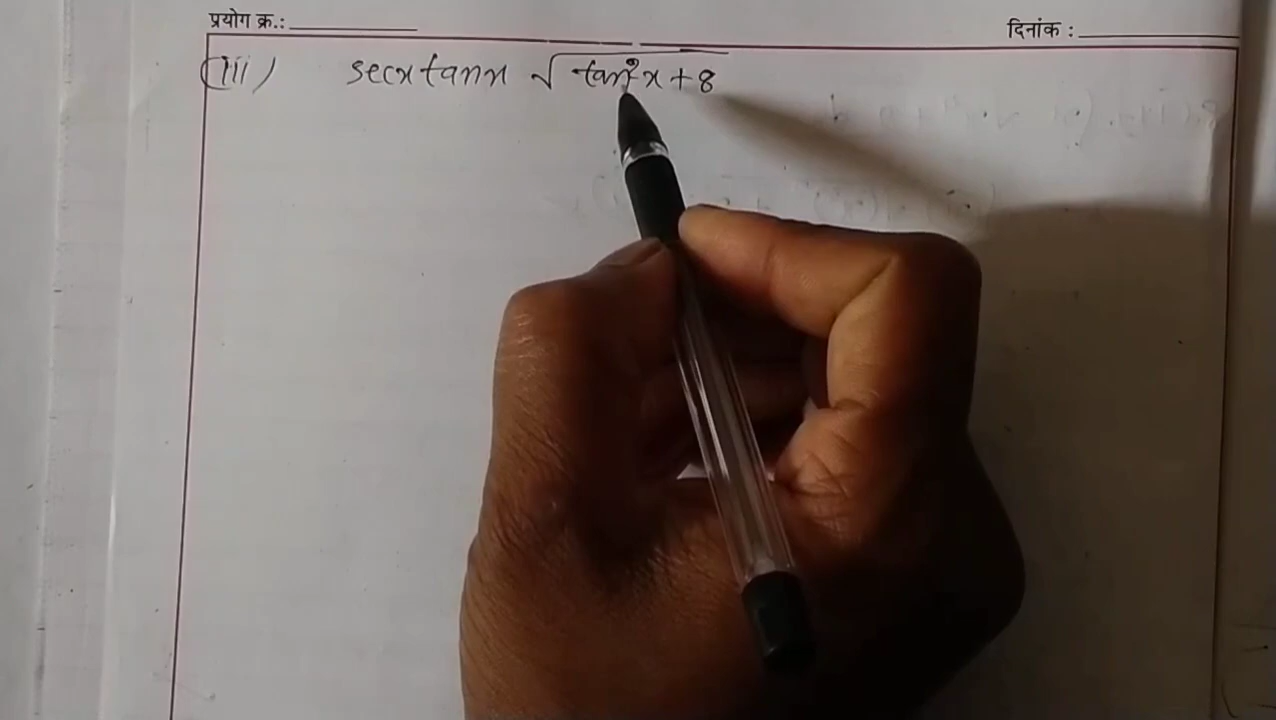 प्रयोग क्र.: दिनांक :
(iii) secx tanx √tan²x + 8